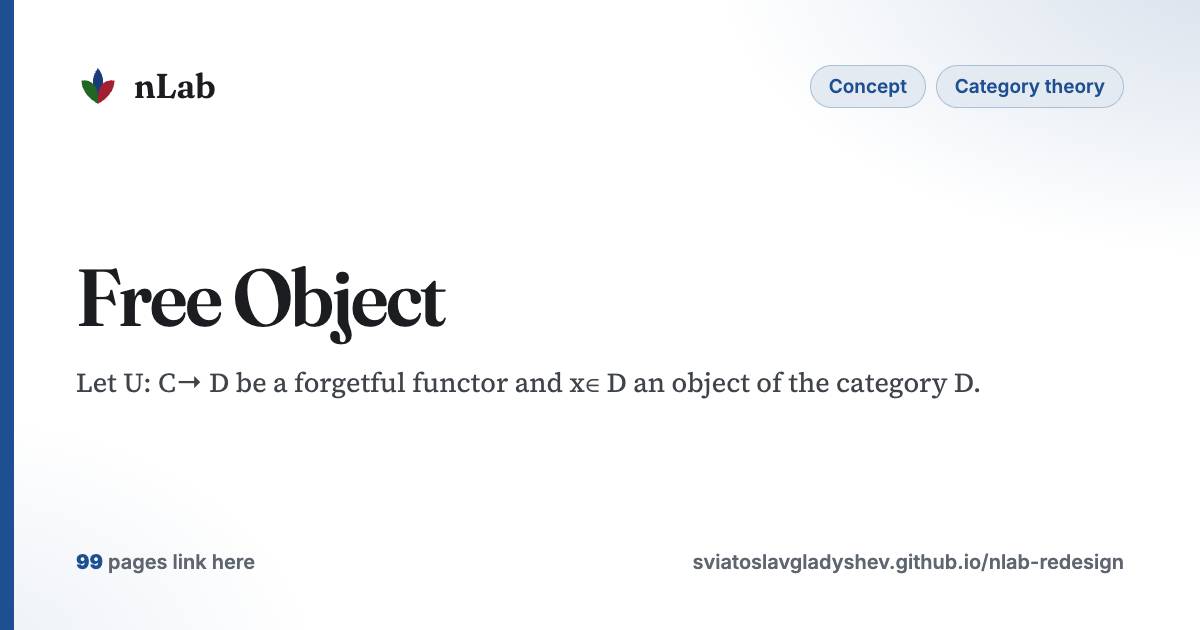 nLab
Concept
Category theory
Free Object
Let U: C→ D be a forgetful functor and x∈ D an object of the category D.
99 pages link here
sviatoslavgladyshev.github.io/nlab-redesign